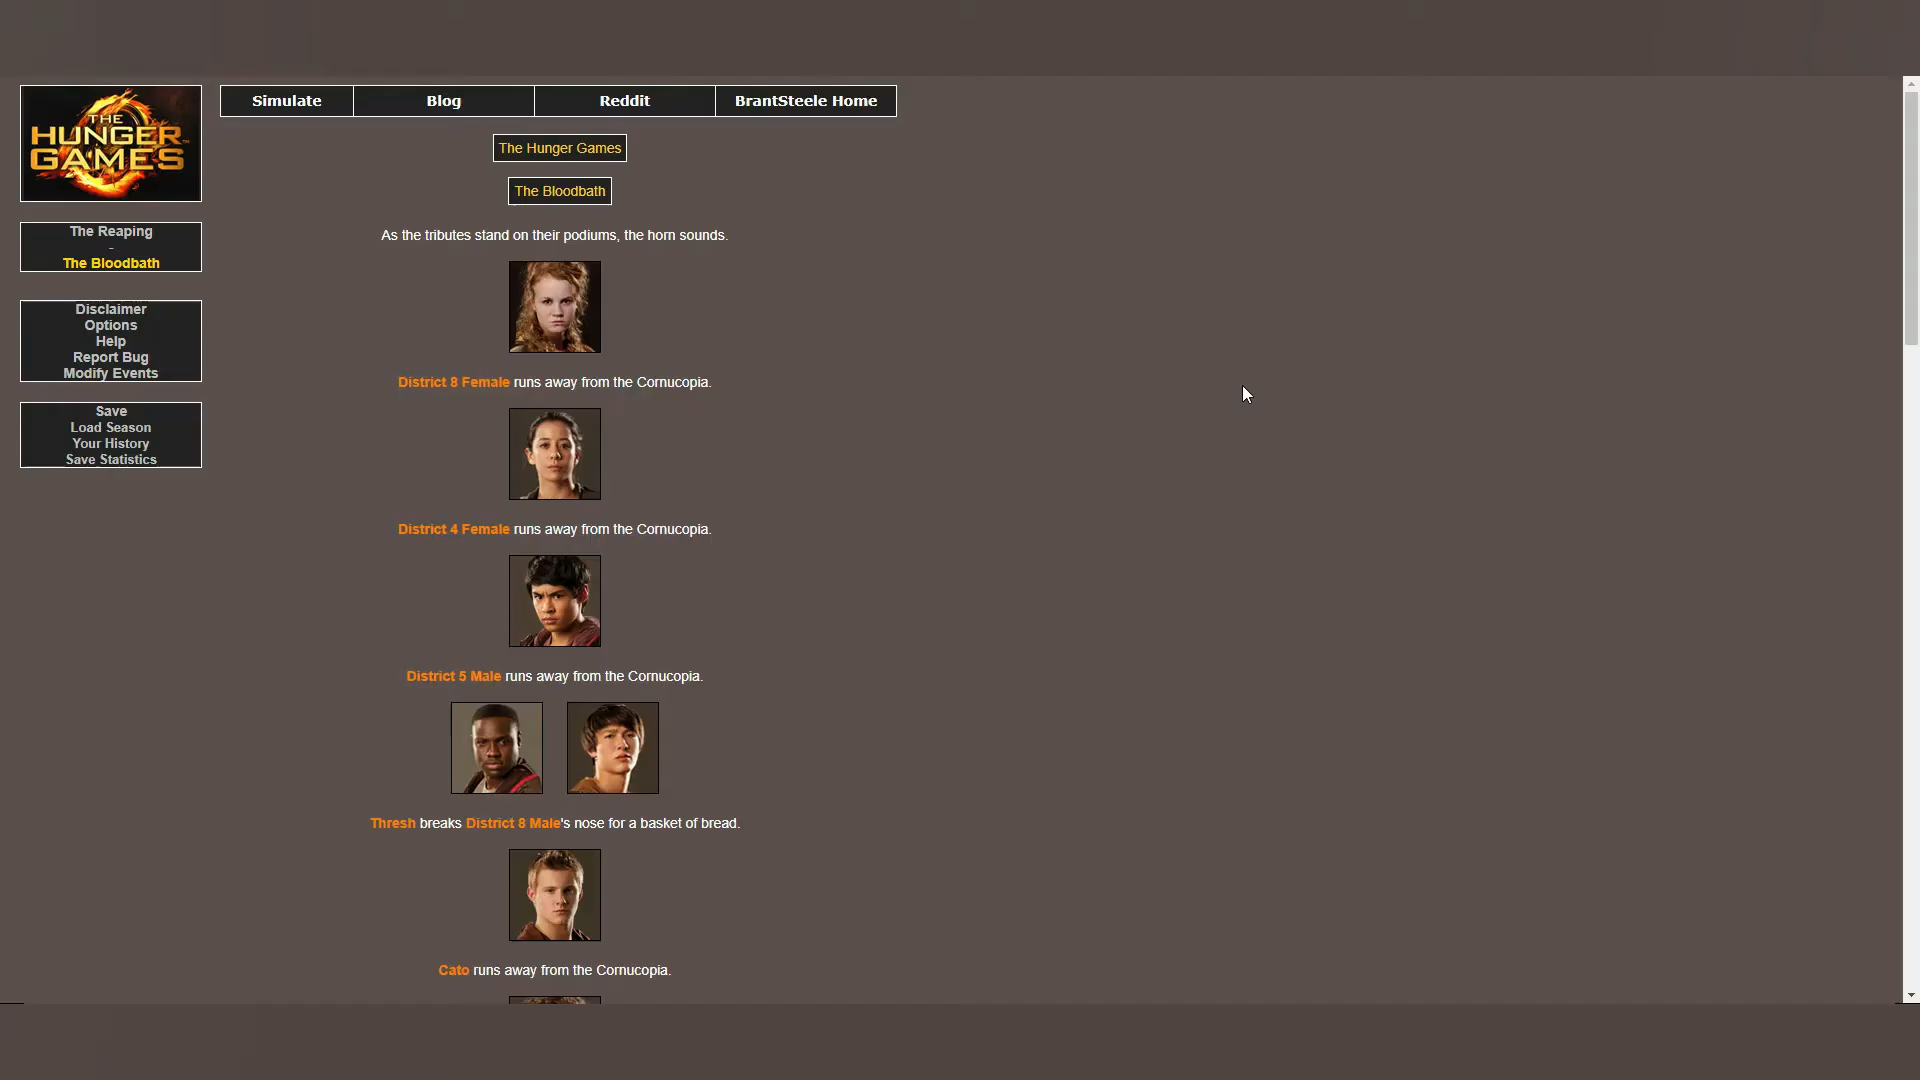 THE
HUNGER
GAMES
Simulate
Blog
Reddit
BrantSteele Home
The Hunger Games
The Bloodbath
The Reaping
-
The Bloodbath
Disclaimer
Options
Help
Report Bug
Modify Events
Save
Load Season
Your History
Save Statistics
As the tributes stand on their podiums, the horn sounds.
District 8 Female runs away from the Cornucopia.
District 4 Female runs away from the Cornucopia.
District 5 Male runs away from the Cornucopia.
Thresh breaks District 8 Male's nose for a basket of bread.
Cato runs away from the Cornucopia.